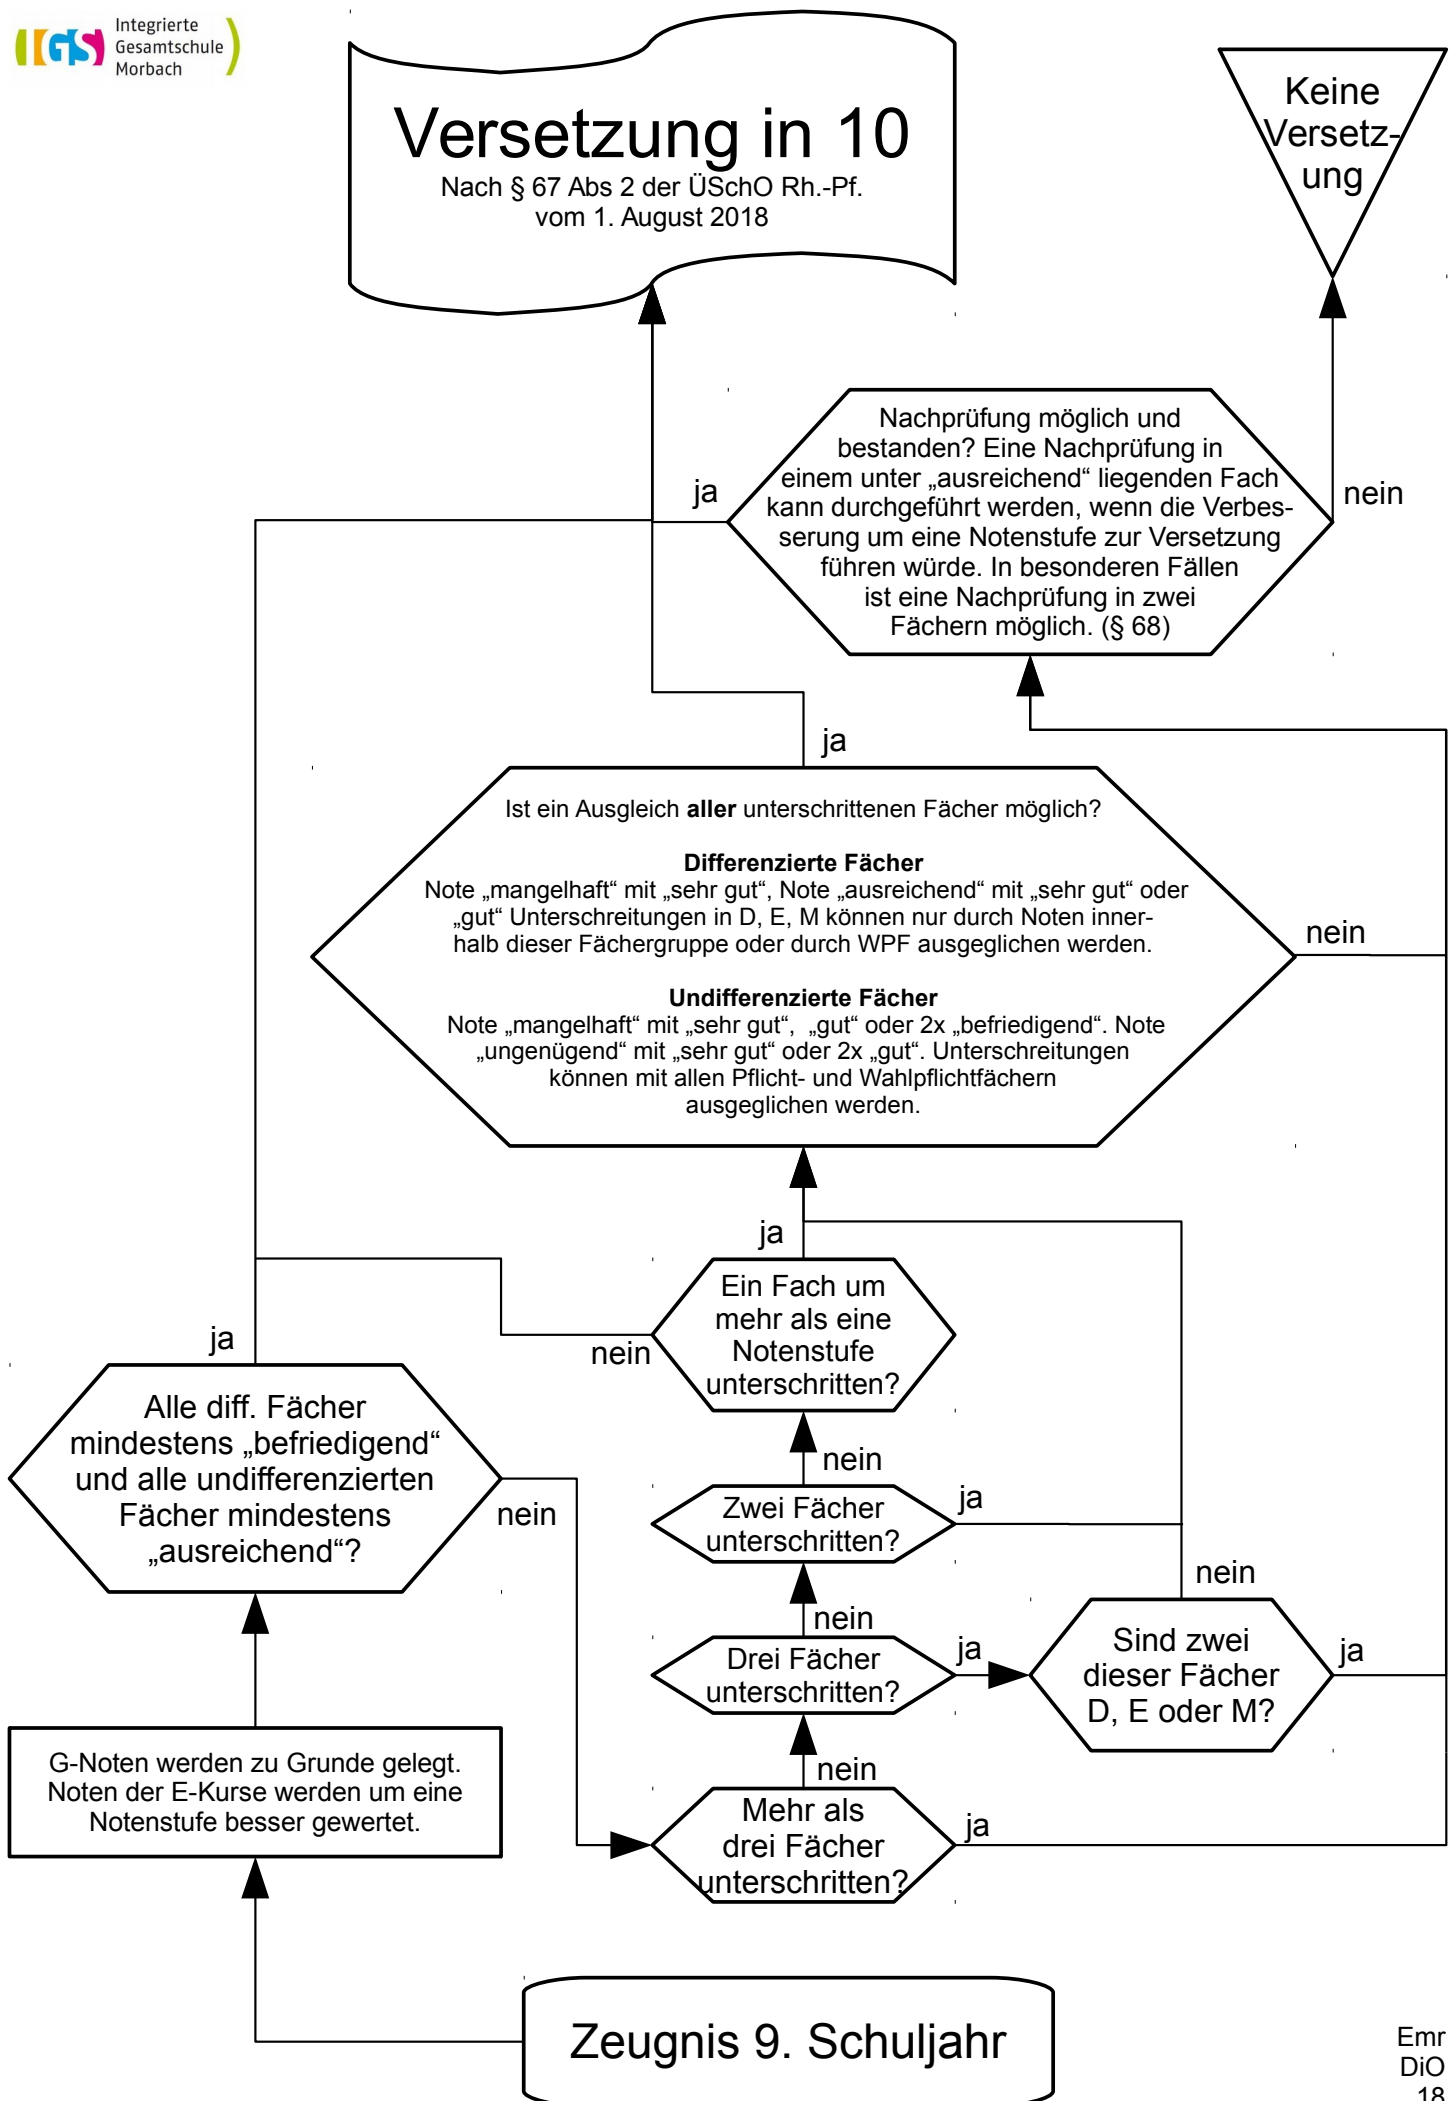 IGS
Integrierte
Gesamtschule
Morbach
Versetzung in 10
Nach § 67 Abs 2 der ÜSchO Rh.-Pf.
vom 1. August 2018
Keine
Versetz-
ung
Nachprüfung möglich und
bestanden? Eine Nachprüfung in
einem unter „ausreichend“ liegenden Fach
kann durchgeführt werden, wenn die Verbes-
serung um eine Notenstufe zur Versetzung
führen würde. In besonderen Fällen
ist eine Nachprüfung in zwei
Fächern möglich. (§ 68)
ja
nein
ja
Ist ein Ausgleich aller unterschrittenen Fächer möglich?
Differenzierte Fächer
Note „mangelhaft“ mit „sehr gut“, Note „ausreichend“ mit „sehr gut“ oder
„gut“ Unterschreitungen in D, E, M können nur durch Noten inner-
halb dieser Fächergruppe oder durch WPF ausgeglichen werden.
Undifferenzierte Fächer
Note „mangelhaft“ mit „sehr gut“, „gut“ oder 2x „befriedigend“. Note
„ungenügend“ mit „sehr gut“ oder 2x „gut“. Unterschreitungen
können mit allen Pflicht- und Wahlpflichtfächern
ausgeglichen werden.
nein
ja
Ein Fach um
mehr als eine
Notenstufe
unterschritten?
nein
ja
Alle diff. Fächer
mindestens „befriedigend“
und alle undifferenzierten
Fächer mindestens
„ausreichend“?
nein
nein
Zwei Fächer
unterschritten?
ja
nein
nein
Drei Fächer
unterschritten?
ja
Sind zwei
dieser Fächer
D, E oder M?
ja
G-Noten werden zu Grunde gelegt.
Noten der E-Kurse werden um eine
Notenstufe besser gewertet.
nein
Mehr als
drei Fächer
unterschritten?
ja
Zeugnis 9. Schuljahr
Emr
DiO
18